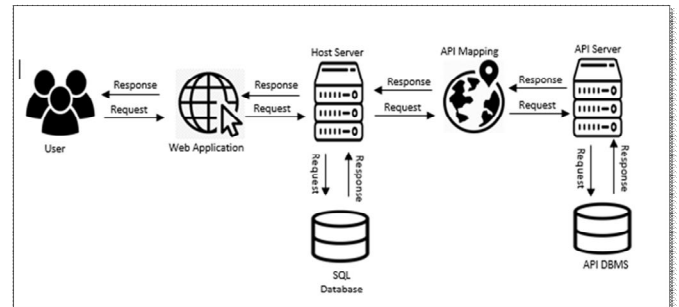 Host Server
API Mapping
API Server
Response
Response
Response
Response
Request
Request
Request
Request
User
Web Application
Request
Response
Request
Response
SQL
Database
API DBMS